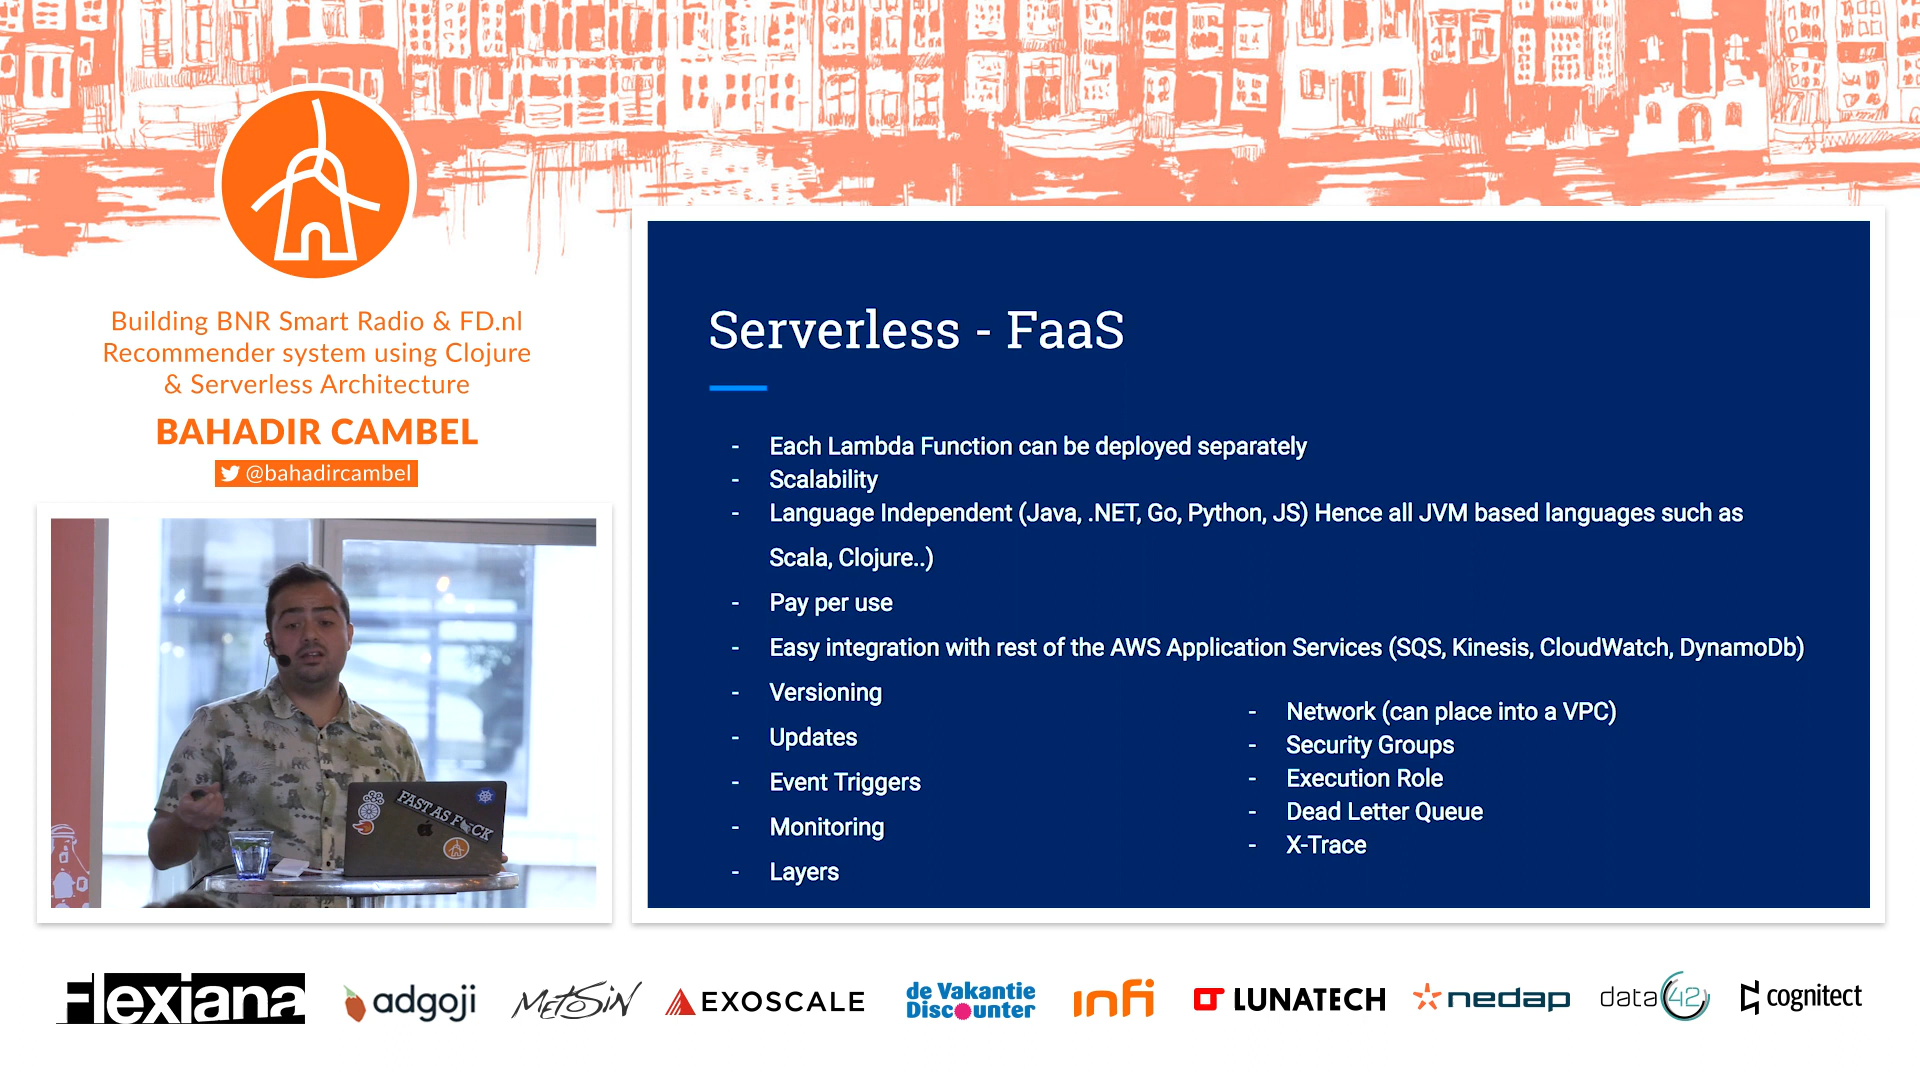 Building BNR Smart Radio & FD.nl
Recommender system using Clojure
& Serverless Architecture
BAHADIR CAMBEL
@bahadircambel
FAST AS F CK
Serverless - FaaS
- Each Lambda Function can be deployed separately
- Scalability
- Language Independent (Java, .NET, Go, Python, JS) Hence all JVM based languages such as
Scala, Clojure..)
- Pay per use
- Easy integration with rest of the AWS Application Services (SQS, Kinesis, CloudWatch, DynamoDb)
- Versioning
- Updates
- Event Triggers
- Monitoring
- Layers
- Network (can place into a VPC)
- Security Groups
- Execution Role
- Dead Letter Queue
- X-Trace
Flexiana
adgoji
METOSIN
EXOSCALE
de Vakantie
Discounter
infi
LUNATECH
nedap
data 42
cognitect